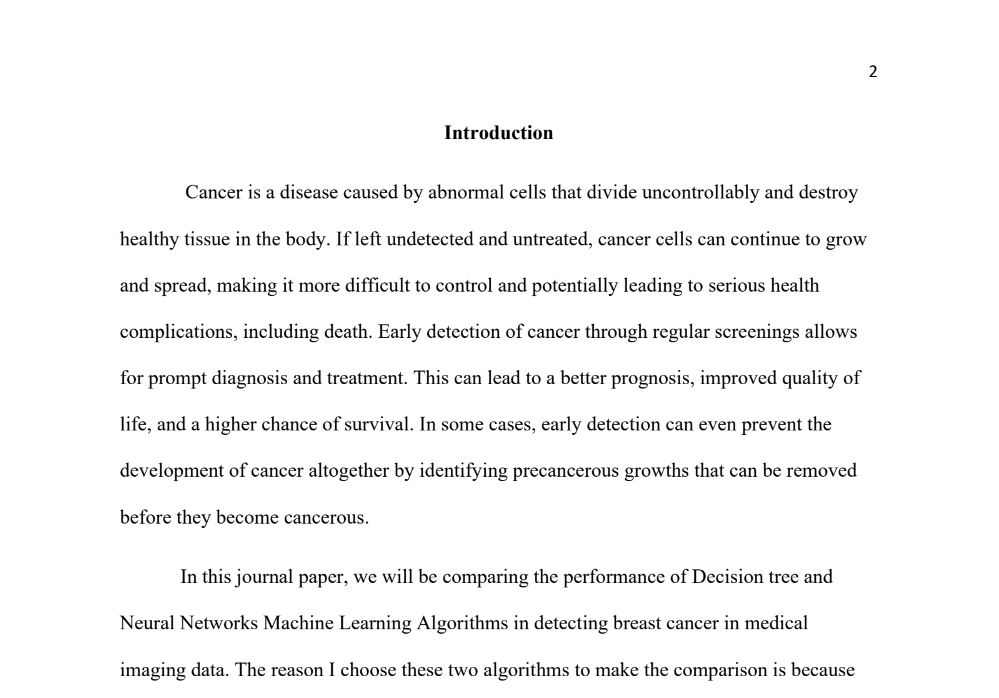 2
Introduction
Cancer is a disease caused by abnormal cells that divide uncontrollably and destroy
healthy tissue in the body. If left undetected and untreated, cancer cells can continue to grow
and spread, making it more difficult to control and potentially leading to serious health
complications, including death. Early detection of cancer through regular screenings allows
for prompt diagnosis and treatment. This can lead to a better prognosis, improved quality of
life, and a higher chance of survival. In some cases, early detection can even prevent the
development of cancer altogether by identifying precancerous growths that can be removed
before they become cancerous.
In this journal paper, we will be comparing the performance of Decision tree and
Neural Networks Machine Learning Algorithms in detecting breast cancer in medical
imaging data. The reason I choose these two algorithms to make the comparison is because